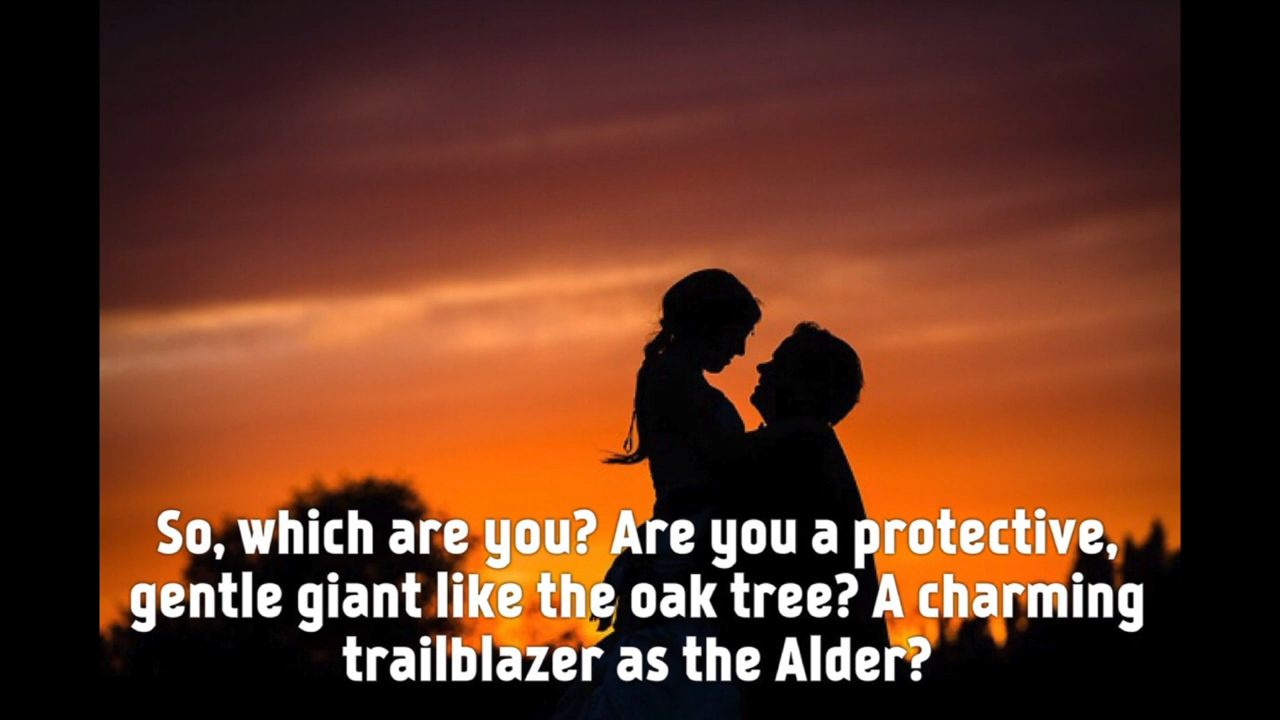 So, which are you? Are you a protective,
gentle giant like the oak tree? A charming
trailblazer as the Alder?